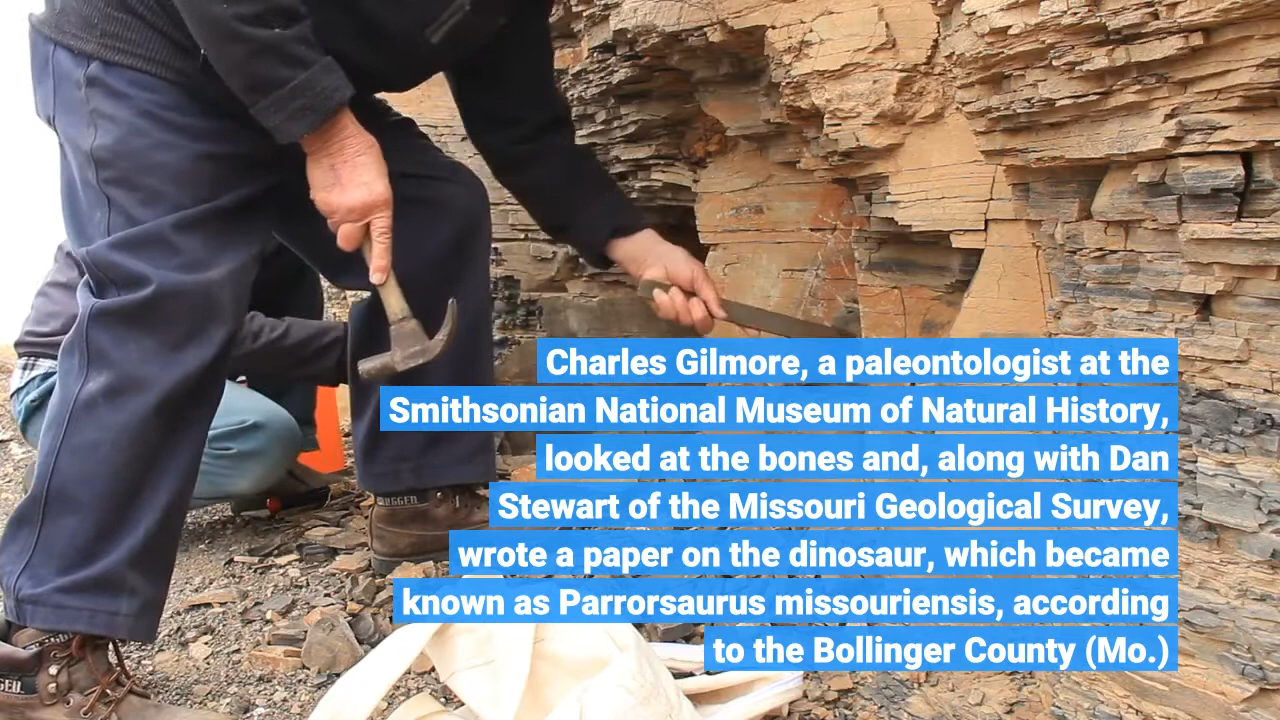 Charles Gilmore, a paleontologist at the
Smithsonian National Museum of Natural History,
looked at the bones and, along with Dan
Stewart of the Missouri Geological Survey,
wrote a paper on the dinosaur, which became
known as Parrorsaurus missouriensis, according
to the Bollinger County (Mo.)